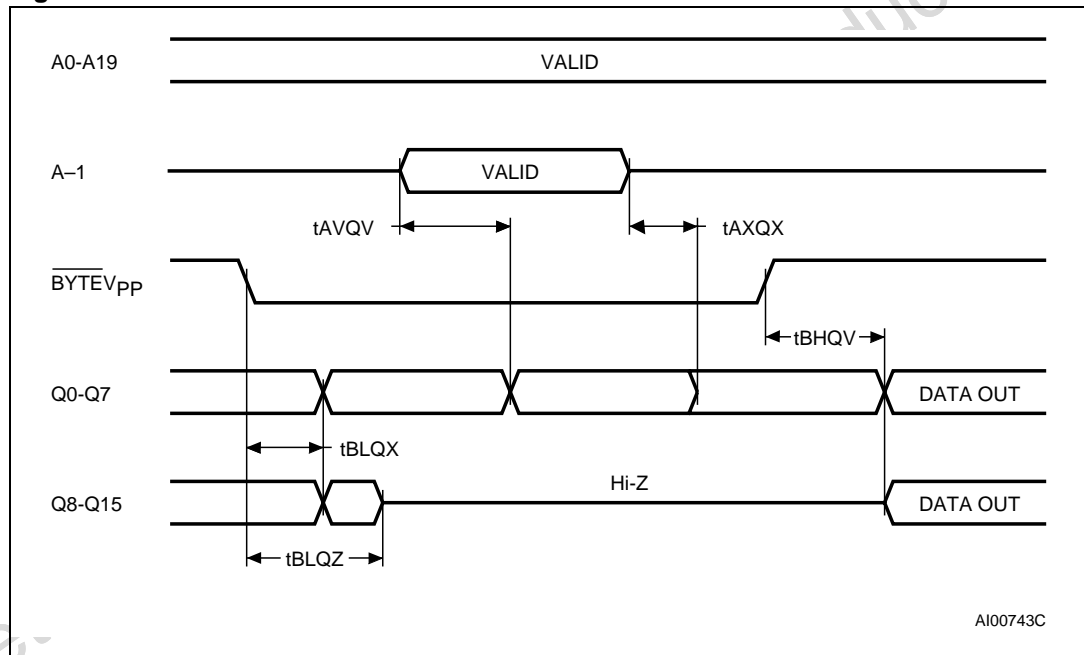 A0-A19 VALID
A–1 VALID
tAVQV tAXQX
BYTEVPP
tBHQV
Q0-Q7 DATA OUT
tBLQX
Hi-Z
Q8-Q15 DATA OUT
tBLQZ
AI00743C